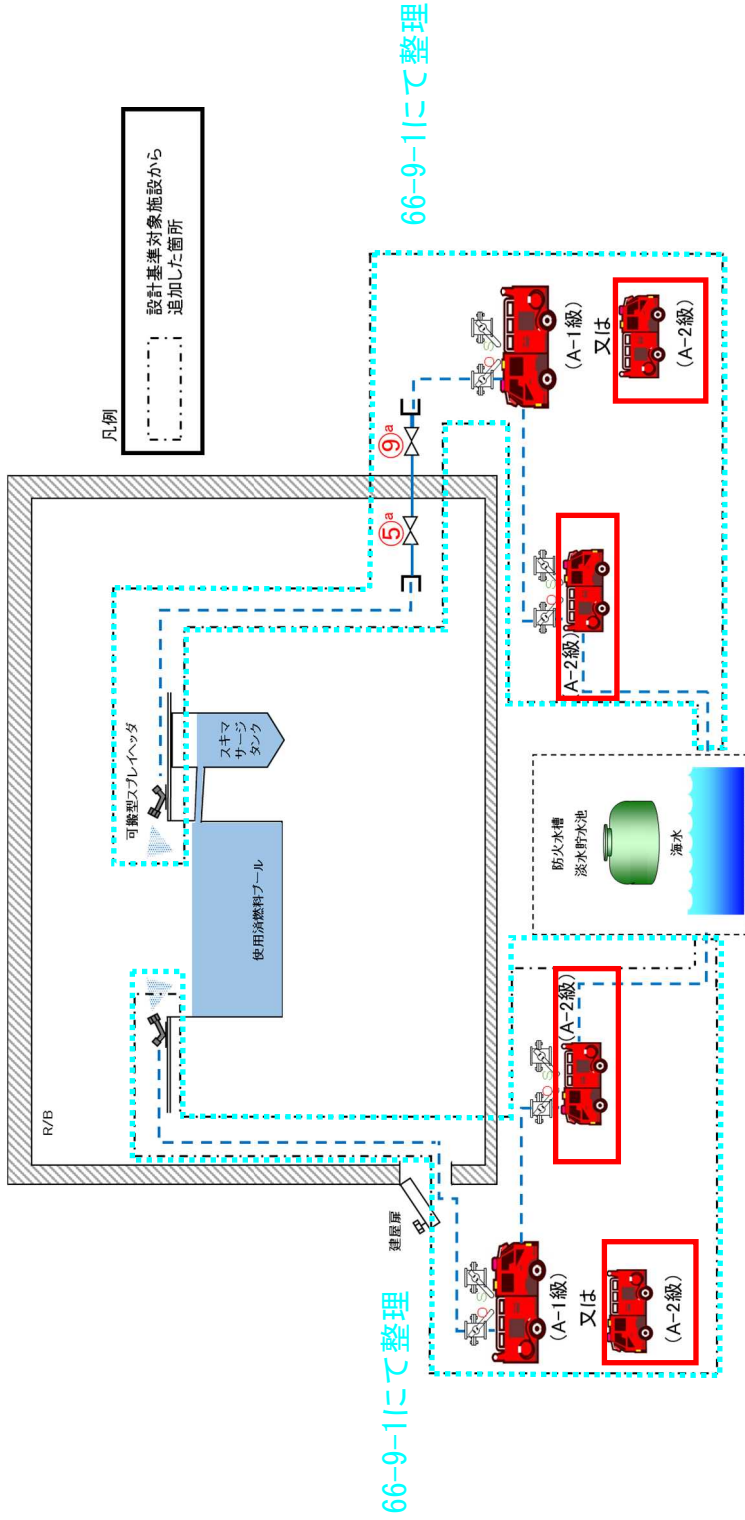 凡例
設計基準対象施設から
追加した箇所
66-9-1にて整理
R/B
可搬型スプレイヘッダ
スキマ
サージ
タンク
使用済燃料プール
⑤a
⑨a
建屋扉
66-9-1にて整理
(A-1級)
又は
(A-2級)
(A-2級)
防火水槽
淡水貯水池
海水
(A-2級)
(A-1級)
又は
(A-2級)